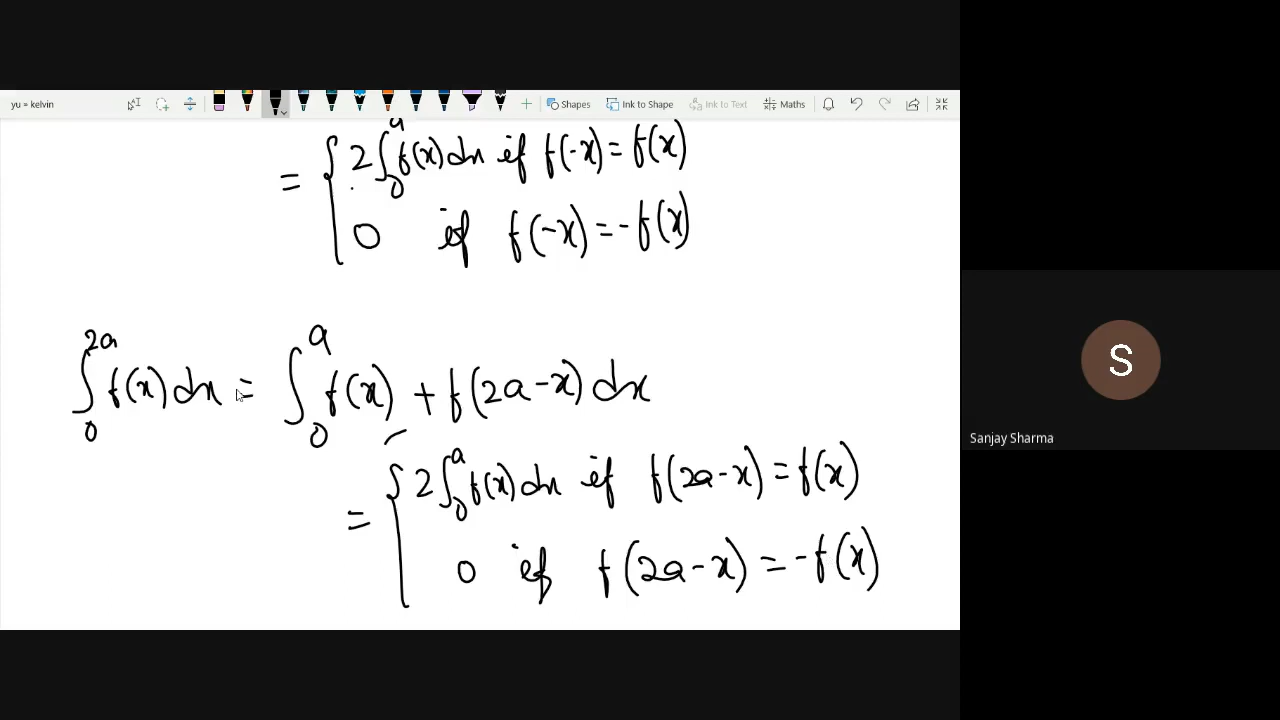 yu = kelvin
Shapes
Ink to Shape
Ink to Text
Maths
= { 2 ∫₀ᵃ f(x) dx if f(-x) = f(x)
0 if f(-x) = -f(x)
∫₀²ᵃ f(x) dx = ∫₀ᵃ f(x) + f(2a-x) dx
= { 2 ∫₀ᵃ f(x) dx if f(2a-x) = f(x)
0 if f(2a-x) = -f(x)
S
Sanjay Sharma